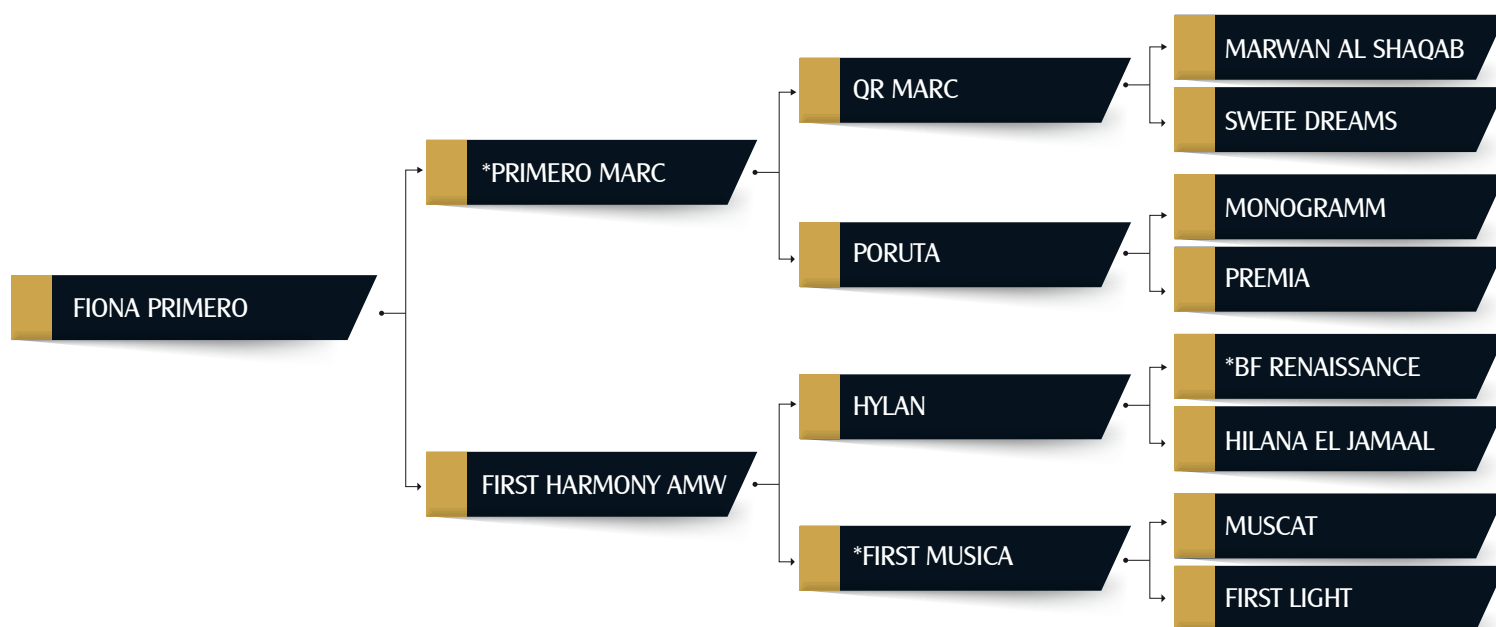 FIONA PRIMERO
*PRIMERO MARC
FIRST HARMONY AMW
QR MARC
PORUTA
HYLAN
*FIRST MUSICA
MARWAN AL SHAQAB
SWETE DREAMS
MONOGRAMM
PREMIA
*BF RENAISSANCE
HILANA EL JAMAAL
MUSCAT
FIRST LIGHT